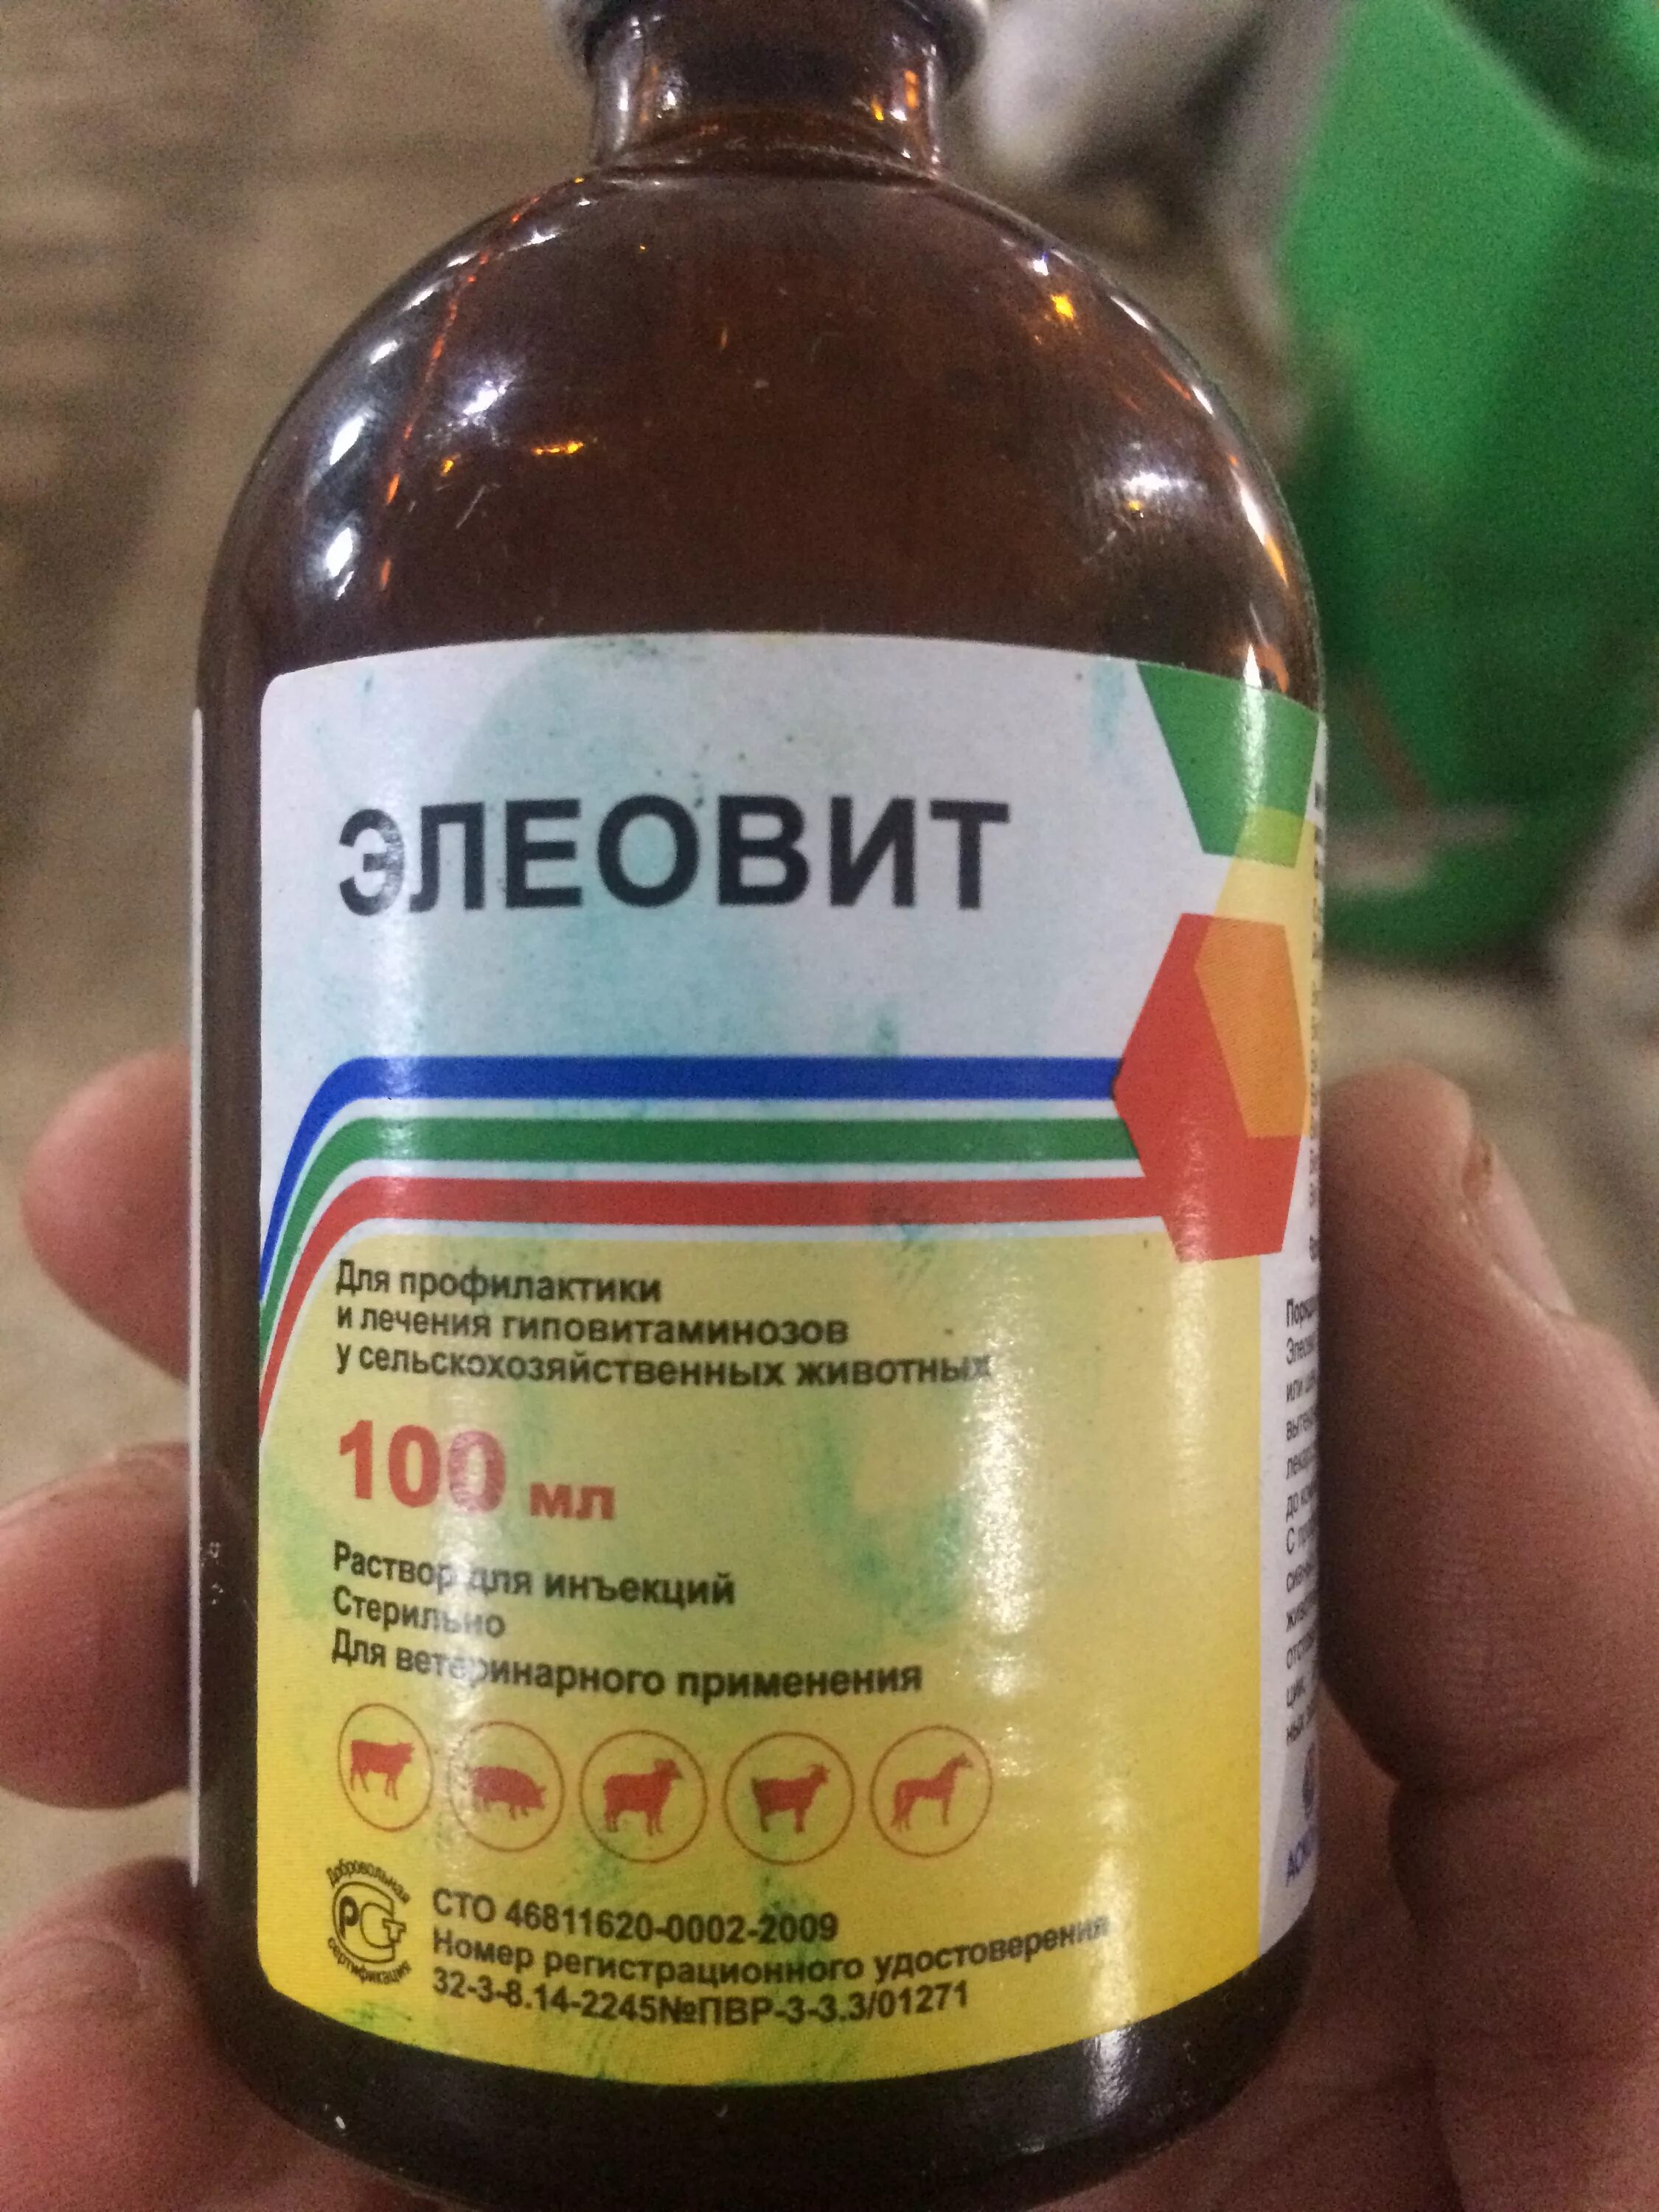 ЭЛЕОВИТ
Для профилактики
и лечения гиповитаминозов
у сельскохозяйственных животных
100 мл
Раствор для инъекций
Стерильно
Для ветеринарного применения
Добровольная
РСТ
сертификация
СТО 46811620-0002-2009
Номер регистрационного удостоверения
32-3-8.14-2245№ПВР-3-3.3/01271